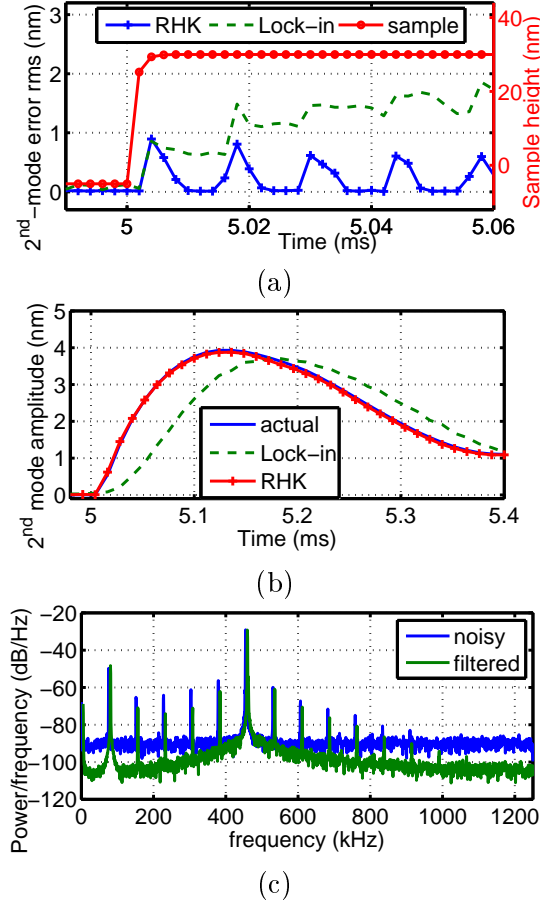 RHK Lock-in sample
2nd-mode error rms (nm)
3
2
1
0
40
20
0
Sample height (nm)
5 5.02 5.04 5.06
Time (ms)
(a)
2nd mode amplitude (nm)
5
4
3
2
1
0
actual
Lock-in
RHK
5 5.1 5.2 5.3 5.4
Time (ms)
(b)
Power/frequency (dB/Hz)
−20
−40
−60
−80
−100
−120
noisy
filtered
0 200 400 600 800 1000 1200
frequency (kHz)
(c)